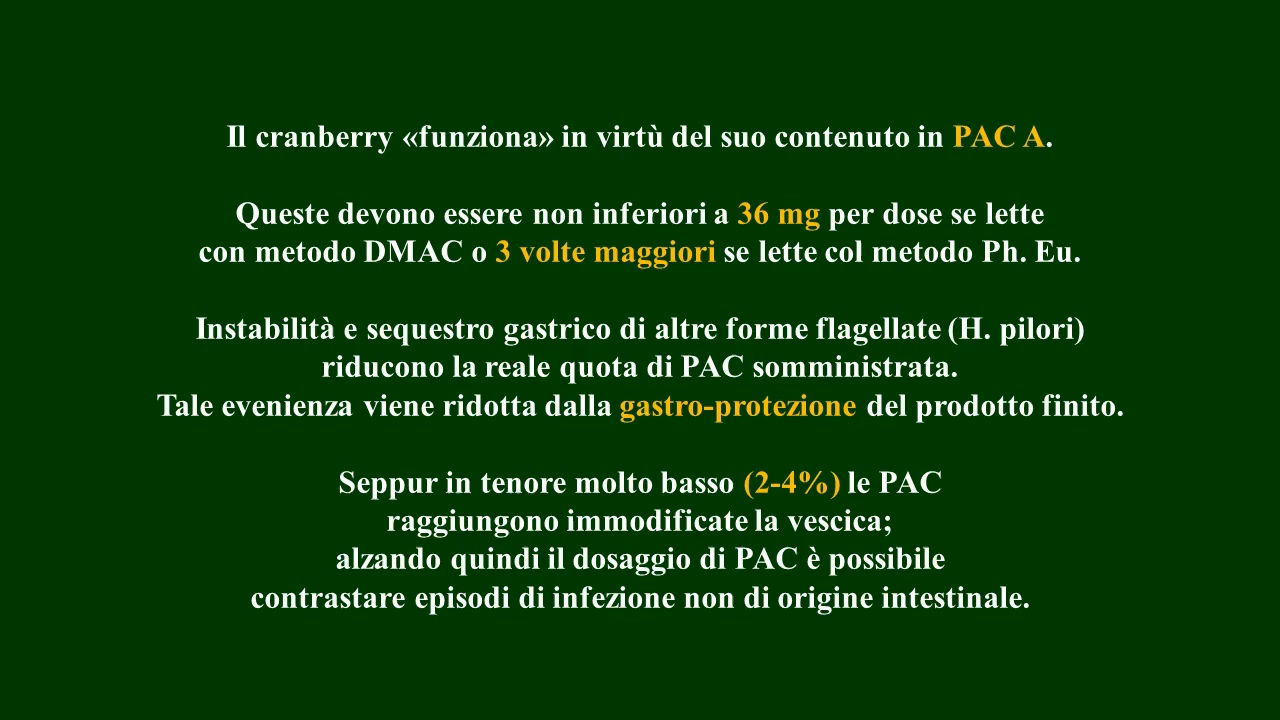 Il cranberry «funziona» in virtù del suo contenuto in PAC A.
Queste devono essere non inferiori a 36 mg per dose se lette
con metodo DMAC o 3 volte maggiori se lette col metodo Ph. Eu.
Instabilità e sequestro gastrico di altre forme flagellate (H. pilori)
riducono la reale quota di PAC somministrata.
Tale evenienza viene ridotta dalla gastro-protezione del prodotto finito.
Seppur in tenore molto basso (2-4%) le PAC
raggiungono immodificate la vescica;
alzando quindi il dosaggio di PAC è possibile
contrastare episodi di infezione non di origine intestinale.